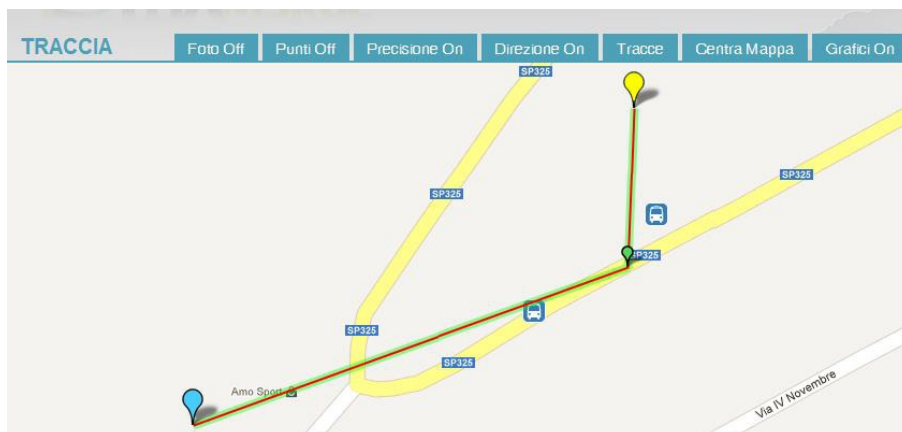 TRACCIA
Foto Off
Punti Off
Precisione On
Direzione On
Tracce
Centra Mappa
Grafici On
SP325
SP325
SP325
SP325
SP325
SP325
Amo Sport
Via IV Novembre